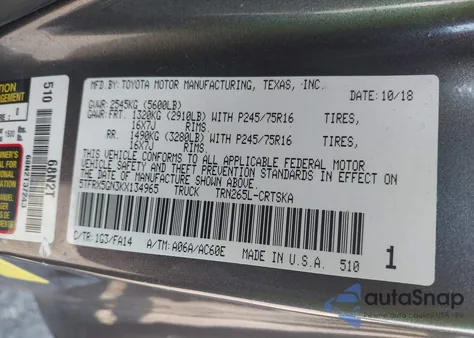 MFD.BY: TOYOTA MOTOR MANUFACTURING, TEXAS, INC.
DATE: 10/18
GVWR: 2545KG (5600LB)
GAWR:FRT. 1320KG (2910LB) WITH P245/75R16 TIRES,
16X7J RIMS.
RR. 1490KG (3280LB) WITH P245/75R16 TIRES,
16X7J RIMS.
THIS VEHICLE CONFORMS TO ALL APPLICABLE FEDERAL MOTOR
VEHICLE SAFETY AND THEFT PREVENTION STANDARDS IN EFFECT
ON THE DATE OF MANUFACTURE SHOWN ABOVE.
5TFRX5GN3KX134965 TRUCK TRN265L-CRTSKA
C/TR: 1G3/FA14
A/TM: A06A/AC60E
MADE IN U.S.A. 510
1
510
68V2T
autoSnap